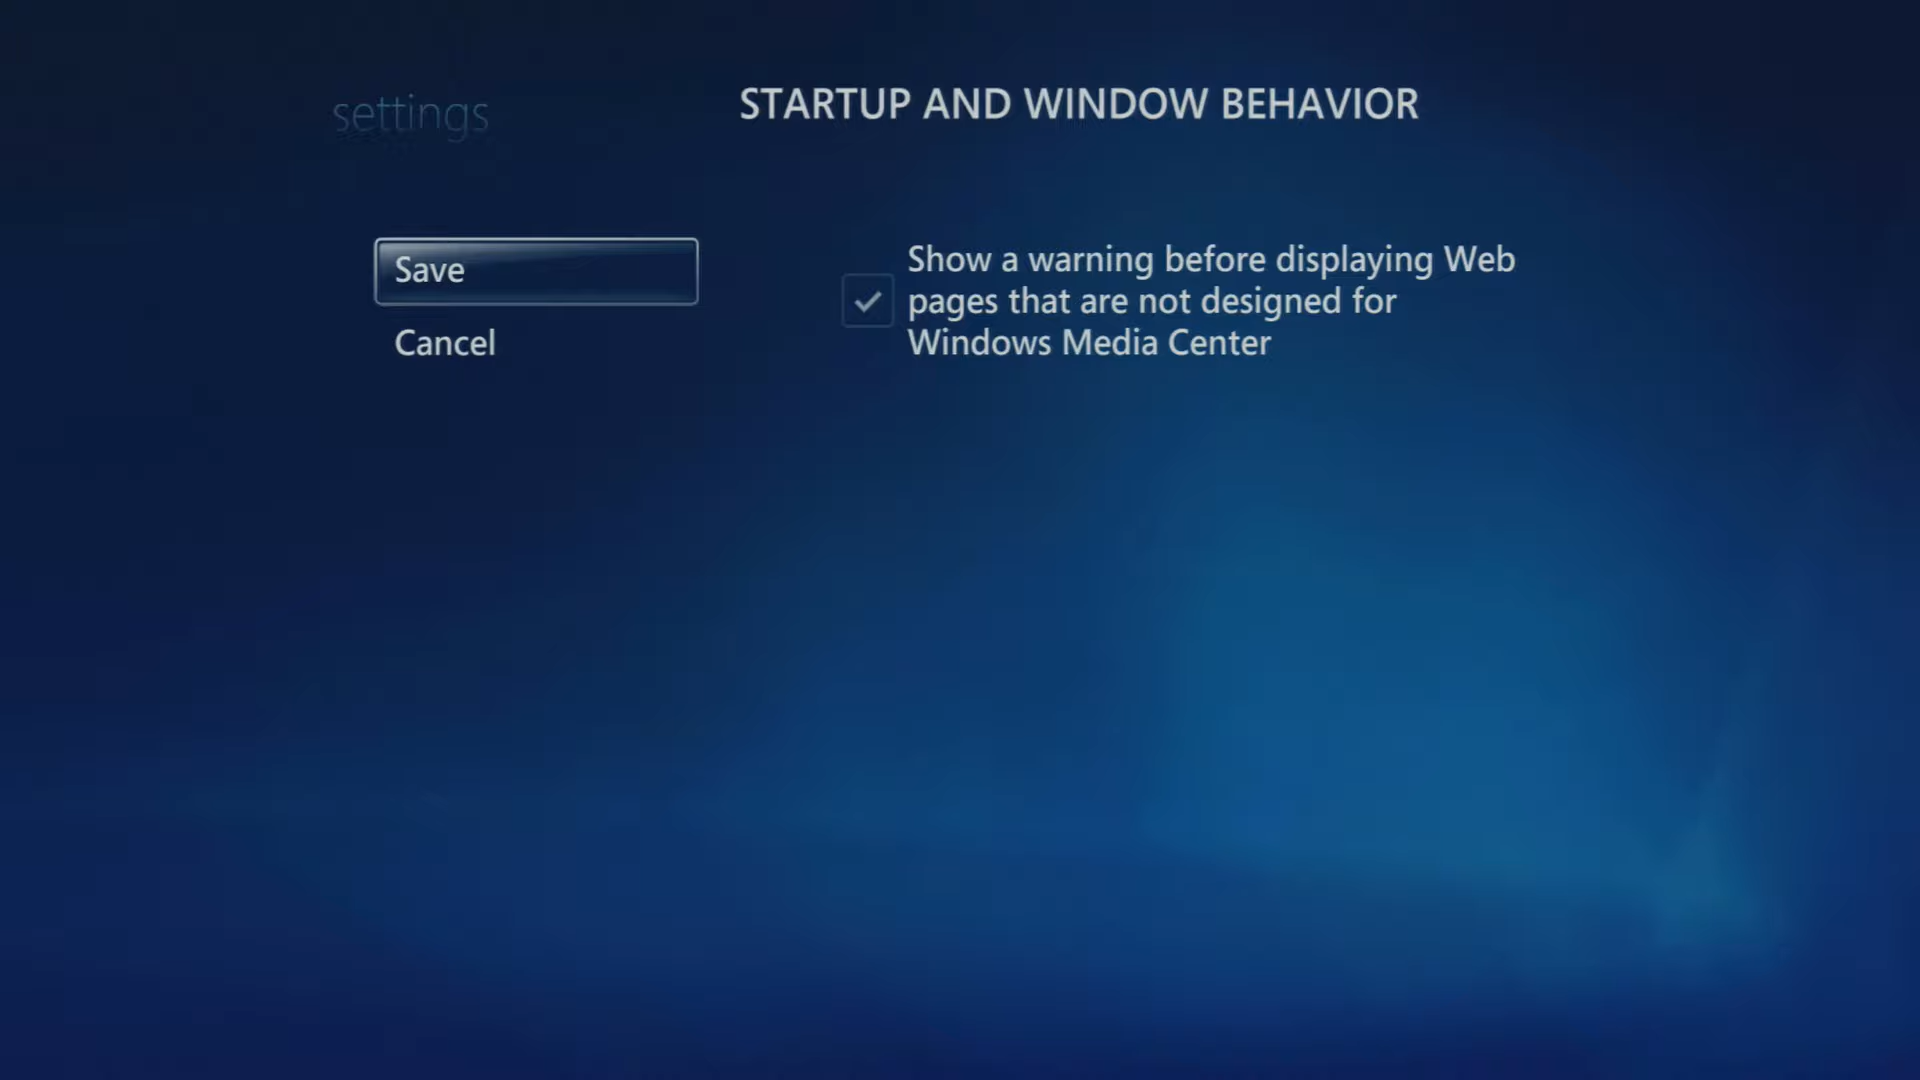 settings
STARTUP AND WINDOW BEHAVIOR
Save
Cancel
Show a warning before displaying Web
pages that are not designed for
Windows Media Center